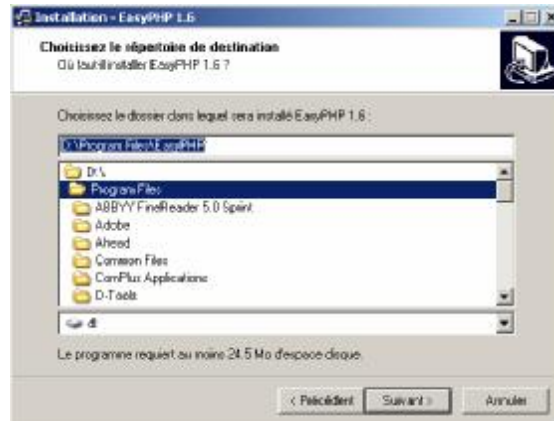 Installation - EasyPHP 1.6
Choisissez le répertoire de destination
Où faut-il installer EasyPHP 1.6 ?
Choisissez le dossier dans lequel sera installé EasyPHP 1.6 :
:\Program Files\EasyPHP
D:\
Program Files
ABBYY FineReader 5.0 Sprint
Adobe
Ahead
Common Files
ComPlus Applications
D-Tools
d:
Le programme requiert au moins 24.5 Mo d'espace disque.
< Précédent
Suivant >
Annuler